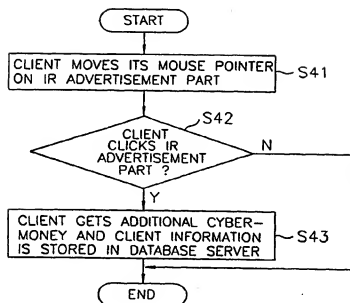 START
CLIENT MOVES ITS MOUSE POINTER
ON IR ADVERTISEMENT PART
S41
S42
CLIENT
CLICKS IR
ADVERTISEMENT
PART ?
N
Y
CLIENT GETS ADDITIONAL CYBER-
MONEY AND CLIENT INFORMATION
IS STORED IN DATABASE SERVER
S43
END